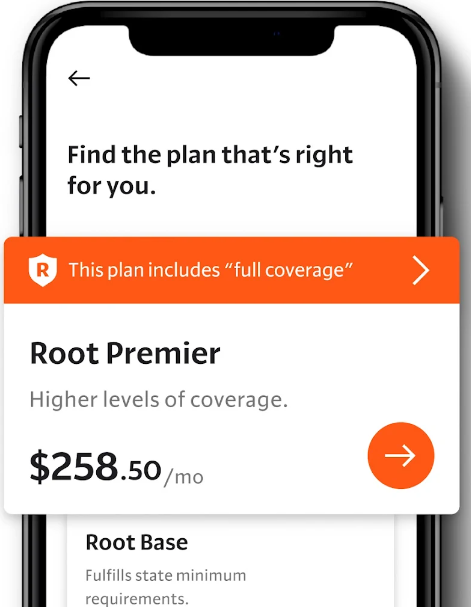 Find the plan that's right
for you.
R This plan includes “full coverage”
Root Premier
Higher levels of coverage.
$258.50/mo
Root Base
Fulfills state minimum
requirements.